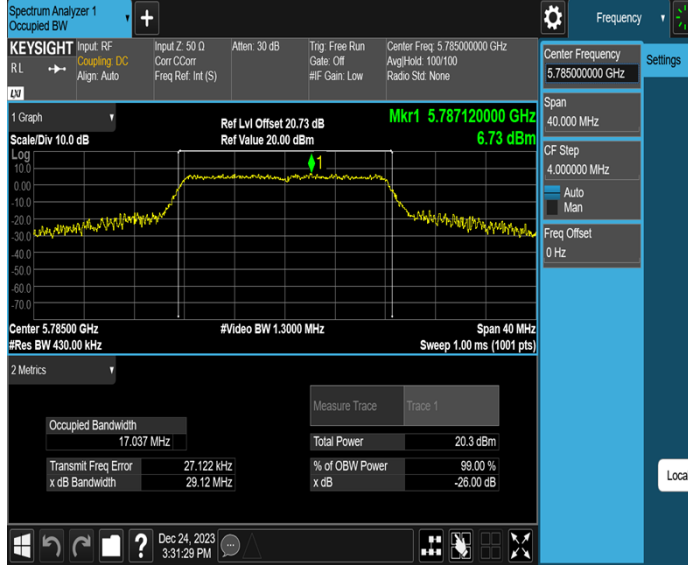 Spectrum Analyzer 1
Occupied BW
Frequency
KEYSIGHT
RL
LXI
Input: RF
Coupling: DC
Align: Auto
Input Z: 50 Ω
Corr CCorr
Freq Ref: Int (S)
Atten: 30 dB
Trig: Free Run
Gate: Off
#IF Gain: Low
Center Freq: 5.785000000 GHz
Avg|Hold: 100/100
Radio Std: None
Center Frequency
5.785000000 GHz
Settings
Span
40.000 MHz
CF Step
4.000000 MHz
Auto
Man
Freq Offset
0 Hz
1 Graph
Scale/Div 10.0 dB
Ref Lvl Offset 20.73 dB
Ref Value 20.00 dBm
Mkr1 5.787120000 GHz
6.73 dBm
Log
10.0
0.00
-10.0
-20.0
-30.0
-40.0
-50.0
-60.0
-70.0
1
Center 5.78500 GHz
#Video BW 1.3000 MHz
Span 40 MHz
#Res BW 430.00 kHz
Sweep 1.00 ms (1001 pts)
2 Metrics
Measure Trace
Trace 1
Occupied Bandwidth
17.037 MHz
Total Power
20.3 dBm
Transmit Freq Error
27.122 kHz
% of OBW Power
99.00 %
x dB Bandwidth
29.12 MHz
x dB
-26.00 dB
Local
?
Dec 24, 2023
3:31:29 PM